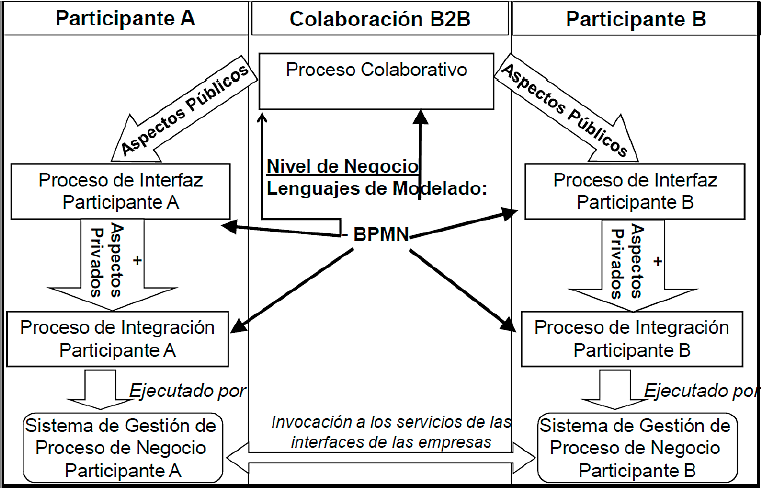 Participante A
Colaboración B2B
Participante B
Proceso Colaborativo
Aspectos Públicos
Aspectos Públicos
Nivel de Negocio
Lenguajes de Modelado:
- BPMN
Proceso de Interfaz
Participante A
Proceso de Interfaz
Participante B
+
Aspectos
Privados
+
Aspectos
Privados
Proceso de Integración
Participante A
Proceso de Integración
Participante B
Ejecutado por
Ejecutado por
Sistema de Gestión de
Proceso de Negocio
Participante A
Invocación a los servicios de las
interfaces de las empresas
Sistema de Gestión de
Proceso de Negocio
Participante B